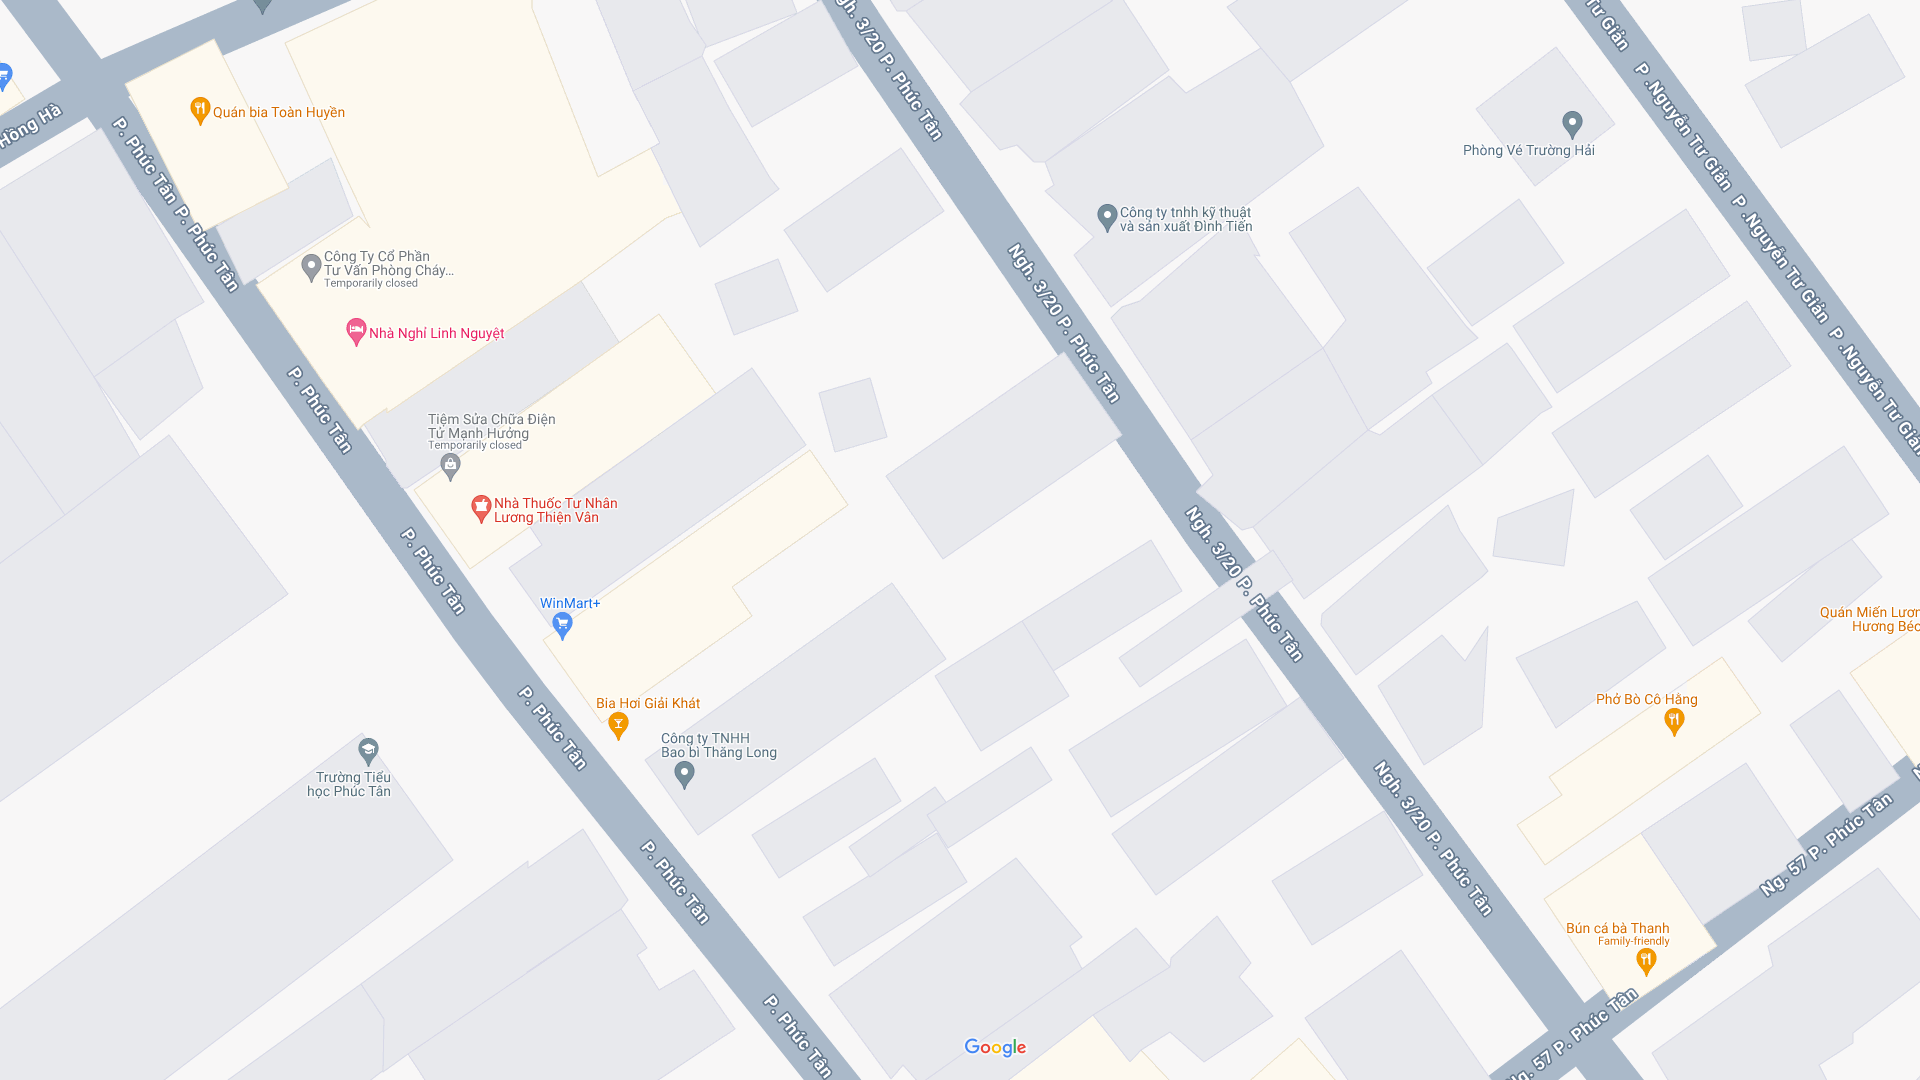 Hồng Hà
Quán bia Toàn Huyền
P. Phúc Tân
P. Phúc Tân
Công Ty Cổ Phần
Tư Vấn Phòng Cháy...
Temporarily closed
Nhà Nghỉ Linh Nguyệt
P. Phúc Tân
Tiệm Sửa Chữa Điện
Tử Mạnh Hưởng
Temporarily closed
Nhà Thuốc Tư Nhân
Lương Thiện Vân
P. Phúc Tân
WinMart+
P. Phúc Tân
Bia Hơi Giải Khát
Công ty TNHH
Bao bì Thăng Long
Trường Tiểu
học Phúc Tân
P. Phúc Tân
P. Phúc Tân
Ngh. 3/20 P. Phúc Tân
Công ty tnhh kỹ thuật
và sản xuất Đình Tiến
Ngh. 3/20 P. Phúc Tân
Ngh. 3/20 P. Phúc Tân
Ngh. 3/20 P. Phúc Tân
Tư Giản
P .Nguyễn Tư Giản
P .Nguyễn Tư Giản
P .Nguyễn Tư Giản
Phòng Vé Trường Hải
Quán Miến Lươn
Hương Béo
Phở Bò Cô Hằng
Ng. 57 P. Phúc Tân
Bún cá bà Thanh
Family-friendly
Ng. 57 P. Phúc Tân
Google